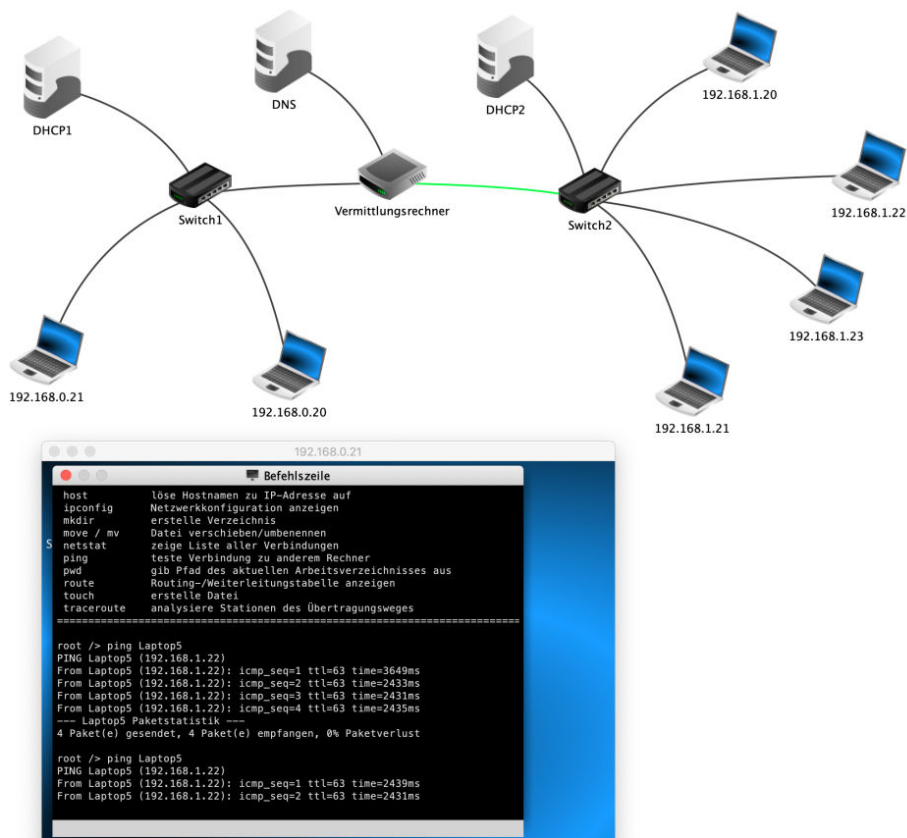 192.168.1.20
DHCP1
DNS
DHCP2
192.168.1.22
Switch1
Vermittlungsrechner
Switch2
192.168.1.23
192.168.0.21
192.168.0.20
192.168.1.21
192.168.0.21
Befehlszeile
host löse Hostnamen zu IP-Adresse auf
ipconfig Netzwerkkonfiguration anzeigen
mkdir erstelle Verzeichnis
move / mv Datei verschieben/umbenennen
S
netstat zeige Liste aller Verbindungen
ping teste Verbindung zu anderem Rechner
pwd gib Pfad des aktuellen Arbeitsverzeichnisses aus
route Routing-/Weiterleitungstabelle anzeigen
touch erstelle Datei
traceroute analysiere Stationen des Übertragungsweges
==========================================================================
root /> ping Laptop5
PING Laptop5 (192.168.1.22)
From Laptop5 (192.168.1.22): icmp_seq=1 ttl=63 time=3649ms
From Laptop5 (192.168.1.22): icmp_seq=2 ttl=63 time=2433ms
From Laptop5 (192.168.1.22): icmp_seq=3 ttl=63 time=2431ms
From Laptop5 (192.168.1.22): icmp_seq=4 ttl=63 time=2435ms
--- Laptop5 Paketstatistik ---
4 Paket(e) gesendet, 4 Paket(e) empfangen, 0% Paketverlust
root /> ping Laptop5
PING Laptop5 (192.168.1.22)
From Laptop5 (192.168.1.22): icmp_seq=1 ttl=63 time=2439ms
From Laptop5 (192.168.1.22): icmp_seq=2 ttl=63 time=2431ms